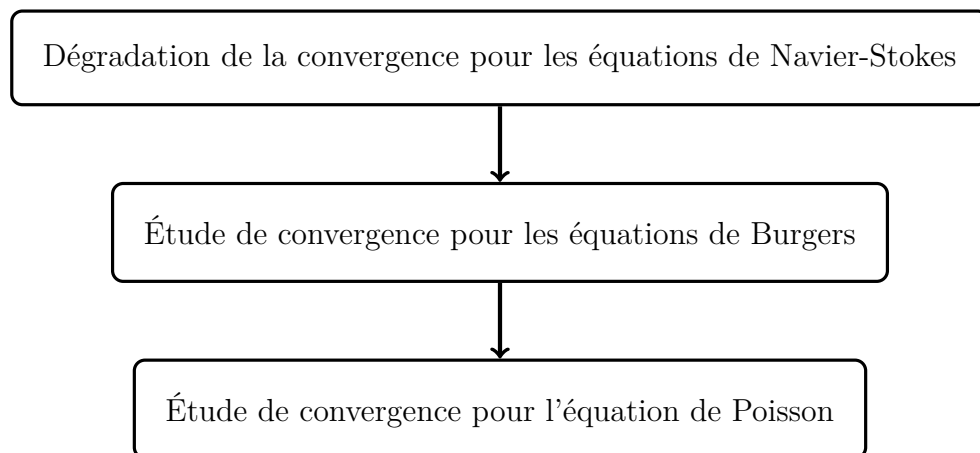 Dégradation de la convergence pour les équations de Navier-Stokes
Étude de convergence pour les équations de Burgers
Étude de convergence pour l'équation de Poisson